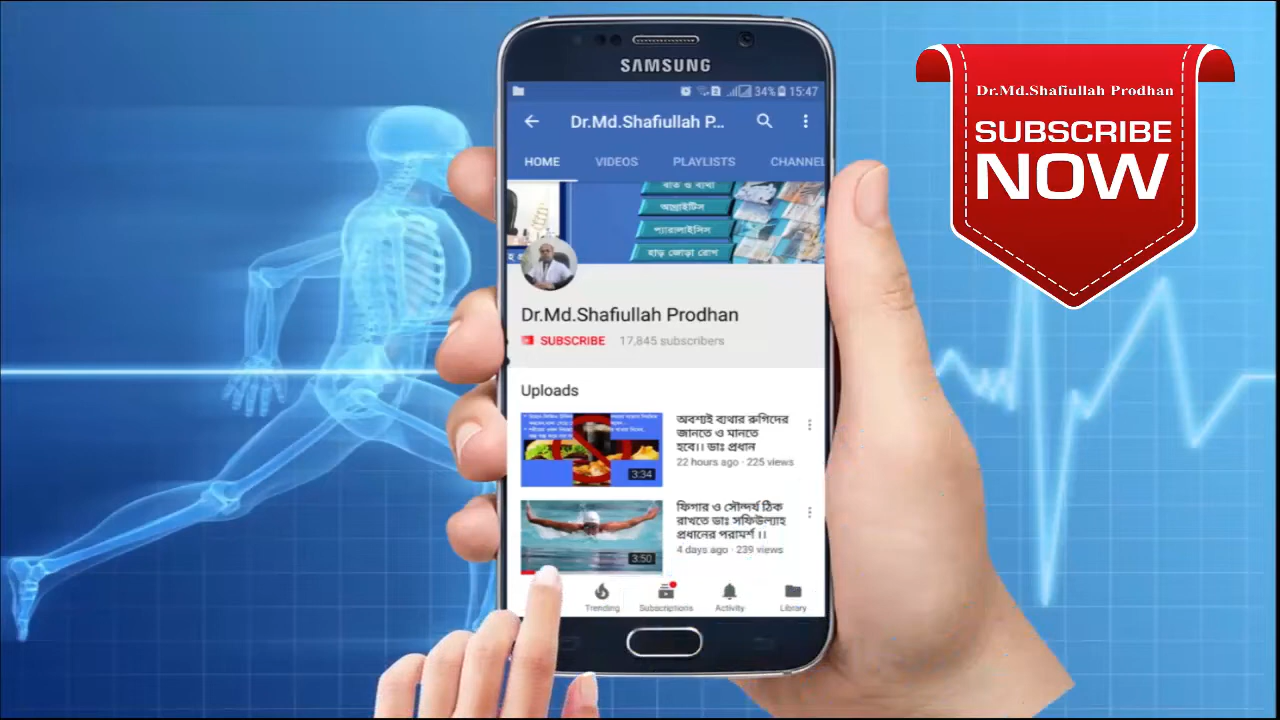 SAMSUNG
34% 15:47
Dr.Md.Shafiullah P...
HOME VIDEOS PLAYLISTS CHANNEL
বাত ও ব্যথা
প্যারালাইসিস
হাড় জোড়া রোগ
Dr.Md.Shafiullah Prodhan
SUBSCRIBE 17,845 subscribers
Uploads
অবশ্যই ব্যথার রুগিদের
জানতে ও মানতে
হবে।। ডাঃ প্রধান
22 hours ago · 225 views
3:34
ফিগার ও সৌন্দর্য ঠিক
রাখতে ডাঃ সফিউল্যাহ
প্রধানের পরামর্শ ।।
4 days ago · 239 views
3:50
Trending Subscriptions Activity Library
Dr.Md.Shafiullah Prodhan
SUBSCRIBE
NOW